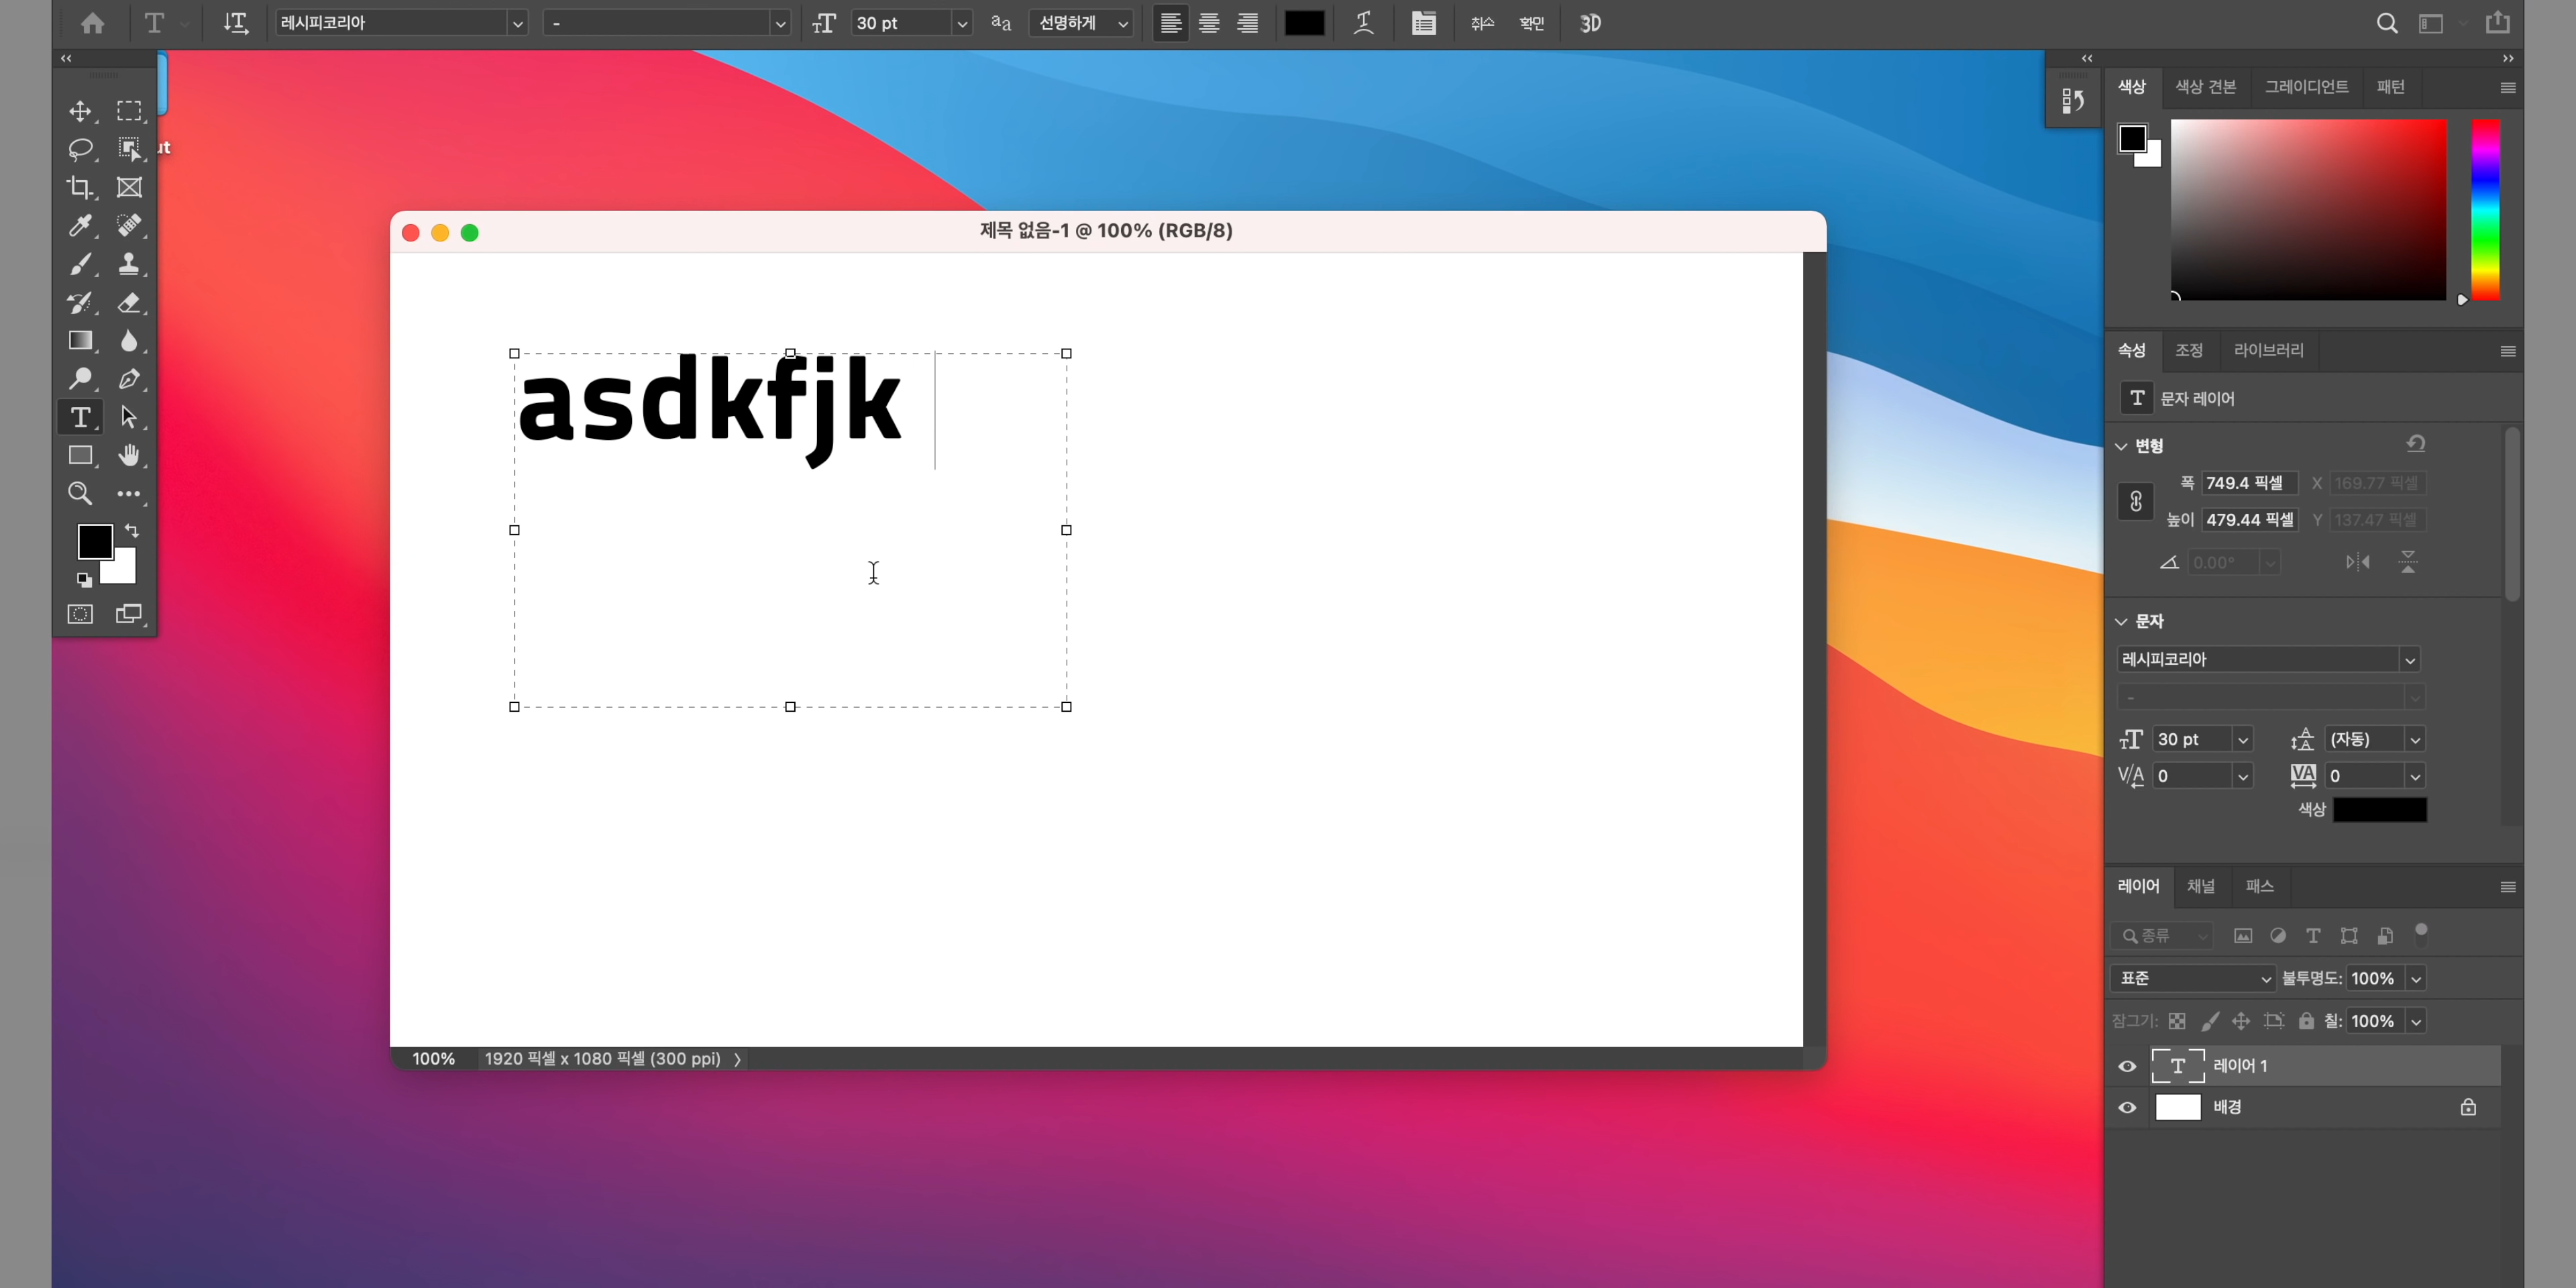 레시피코리아
-
30 pt
선명하게
취소
확인
3D
ut
제목 없음-1 @ 100% (RGB/8)
asdkfjk
100%
1920 픽셀 x 1080 픽셀 (300 ppi)
색상
색상 견본
그레이디언트
패턴
속성
조정
라이브러리
문자 레이어
변형
폭 749.4 픽셀 X 169.77 픽셀
높이 479.44 픽셀 Y 137.47 픽셀
0.00°
문자
레시피코리아
-
30 pt (자동)
0 0
색상
레이어
채널
패스
종류
표준 불투명도: 100%
잠그기: 칠: 100%
레이어 1
배경